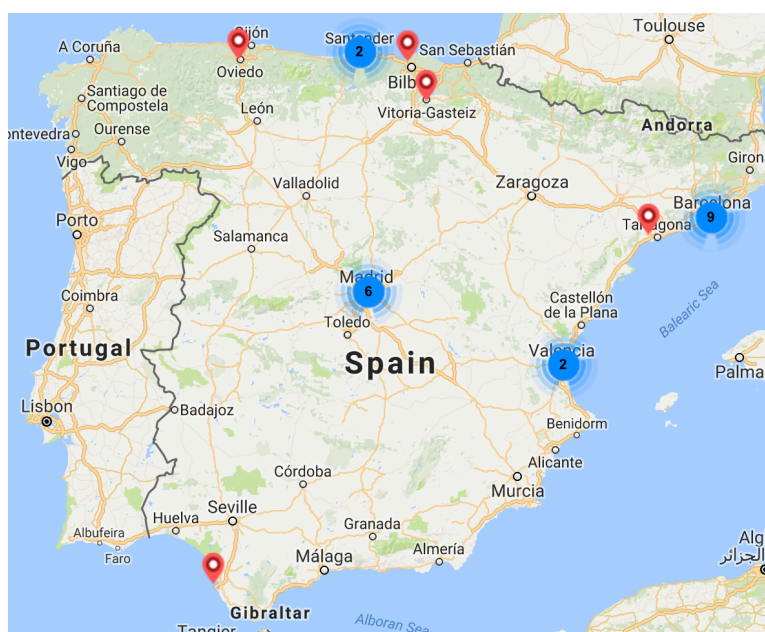 Toulouse
Gijón
A Coruña
Santander
2
San Sebastián
Oviedo
Bilb
Santiago de
Compostela
León
Vitoria-Gasteiz
Andorra
ontevedra
Ourense
Vigo
Giron
Valladolid
Zaragoza
Barcelona
9
Porto
Tarragona
Salamanca
Madrid
6
Coimbra
Castellón
de la Plana
Balearic Sea
Toledo
Portugal
Spain
Valencia
2
Palma
Lisbon
Badajoz
Benidorm
Alicante
Córdoba
Murcia
Seville
Huelva
Granada
Albufeira
Faro
Málaga
Almería
Alg
الجزائر
Gibraltar
Alboran Sea
Tangier